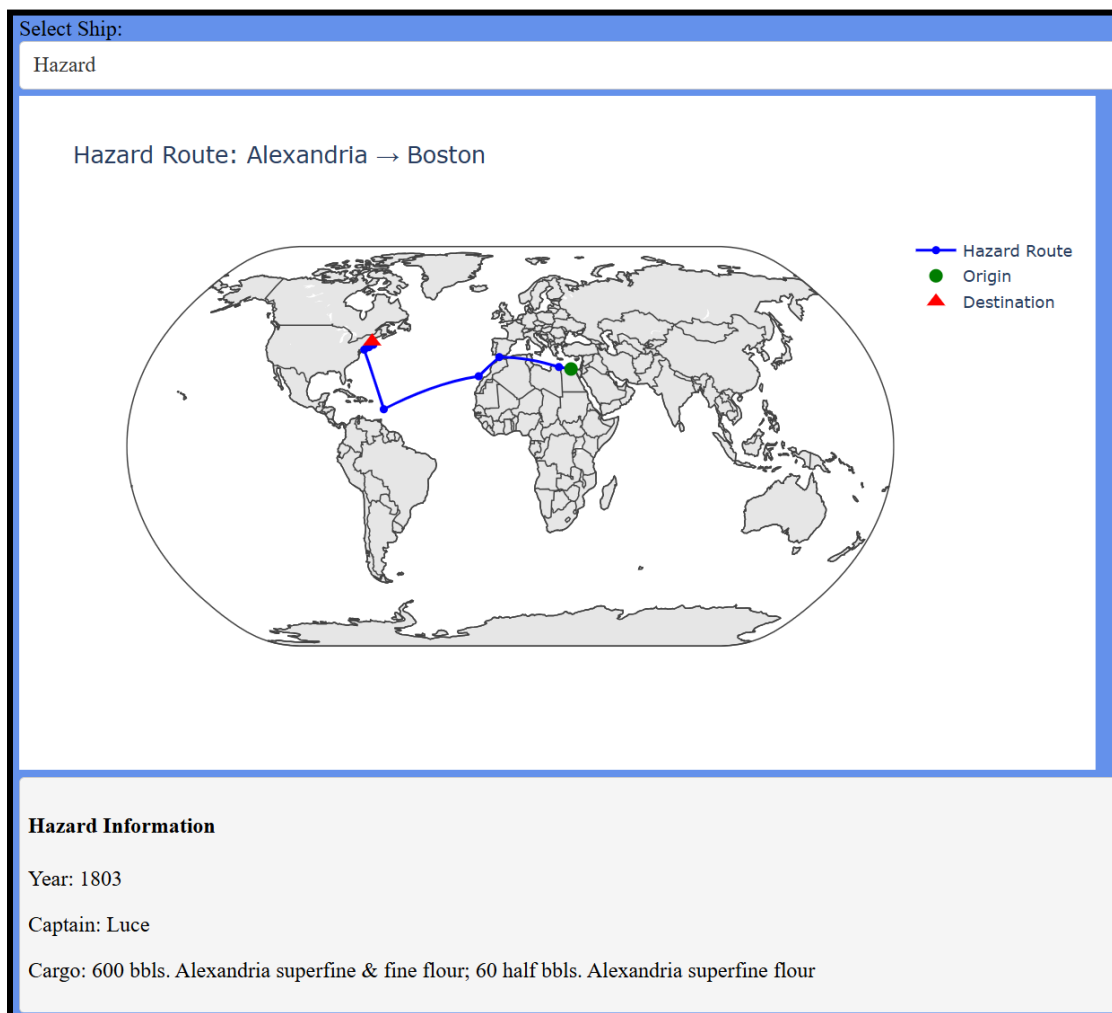 Select Ship:
Hazard
Hazard Route: Alexandria → Boston
Hazard Route
Origin
Destination
Hazard Information
Year: 1803
Captain: Luce
Cargo: 600 bbls. Alexandria superfine & fine flour; 60 half bbls. Alexandria superfine flour